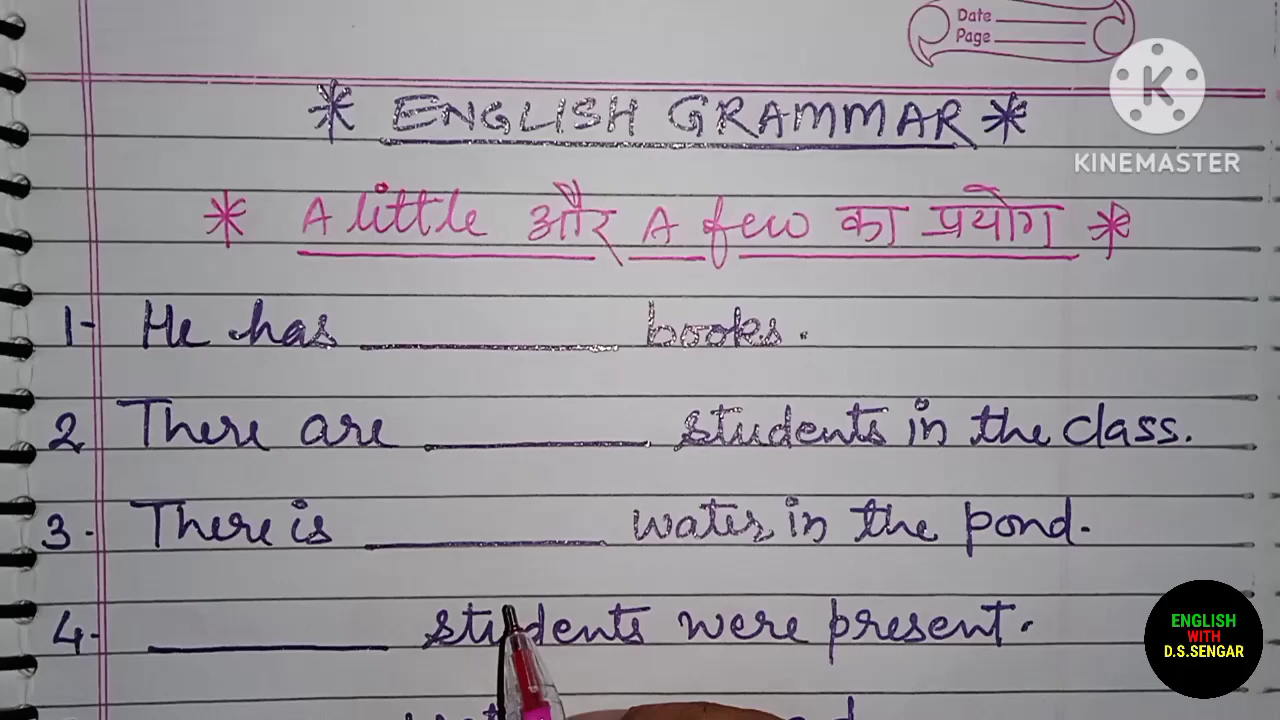 Date
Page
KINEMASTER
* ENGLISH GRAMMAR *
* A little और A few का प्रयोग *
1- He has ________ books.
2 There are ________ students in the class.
3. There is ________ water in the pond.
4. ________ students were present.
ENGLISH
WITH
D.S.SENGAR